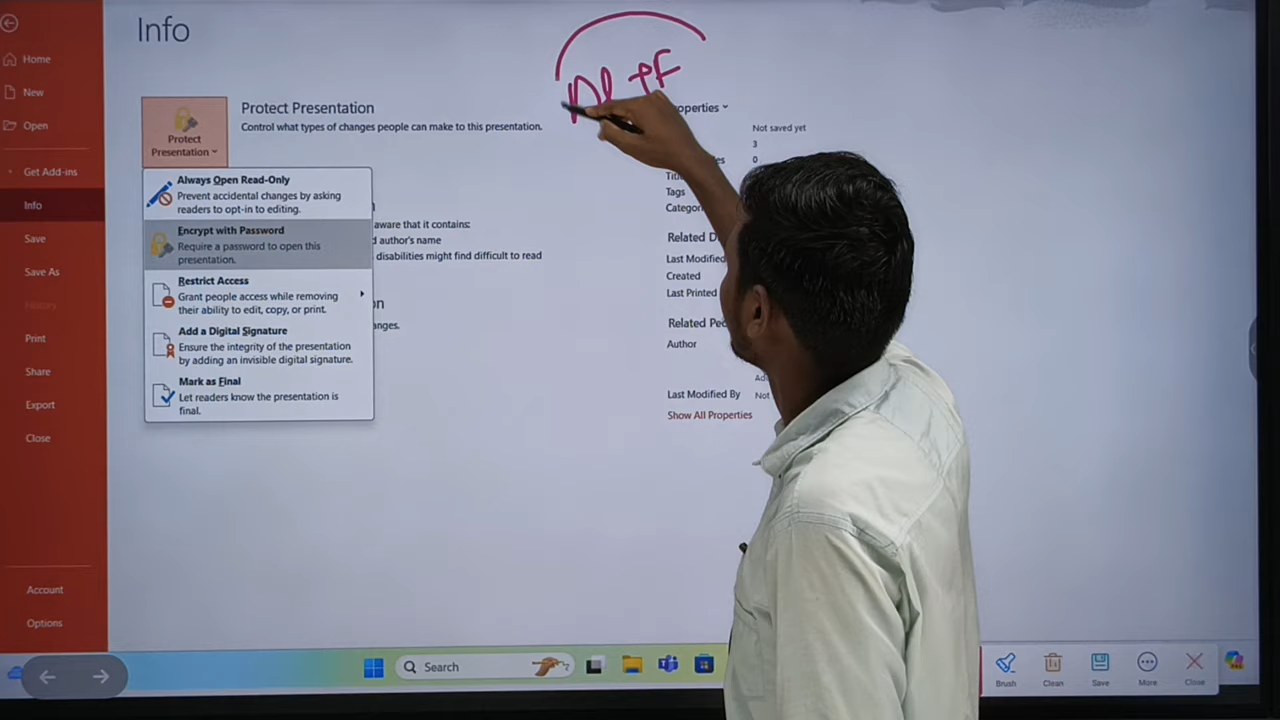 Info
Home
New
Open
Get Add-ins
Info
Save
Save As
History
Print
Share
Export
Close
Account
Options
Protect
Presentation
Protect Presentation
Control what types of changes people can make to this presentation.
Always Open Read-Only
Prevent accidental changes by asking
readers to opt-in to editing.
Encrypt with Password
Require a password to open this
presentation.
Restrict Access
Grant people access while removing
their ability to edit, copy, or print.
Add a Digital Signature
Ensure the integrity of the presentation
by adding an invisible digital signature.
Mark as Final
Let readers know the presentation is
final.
aware that it contains:
author's name
disabilities might find difficult to read
Not saved yet
3
0
Tags
Related
Last Modified
Created
Last Printed
Related
Author
Last Modified By
Not
Show All Properties
Search
Brush
Clean
Save
More
Close